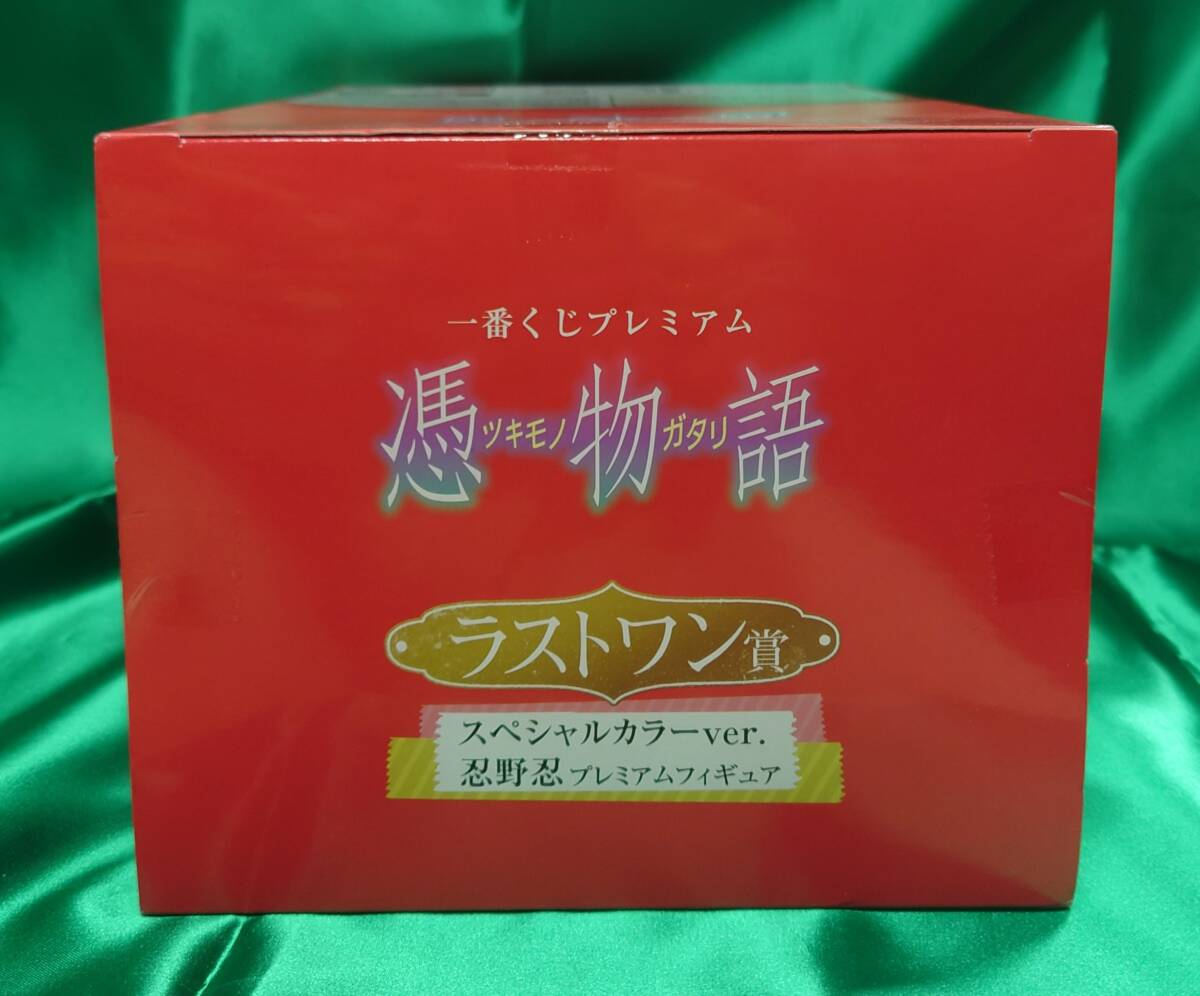 一番くじプレミアム
憑物語
ツキモノガタリ
ラストワン賞
スペシャルカラーver.
忍野忍プレミアムフィギュア